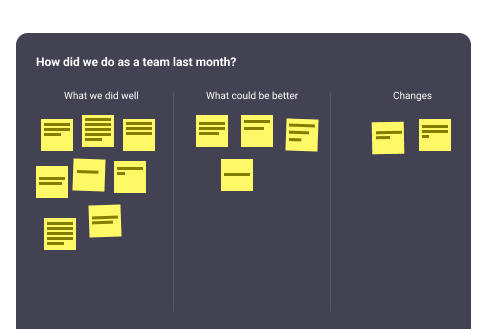 How did we do as a team last month?
What we did well
What could be better
Changes